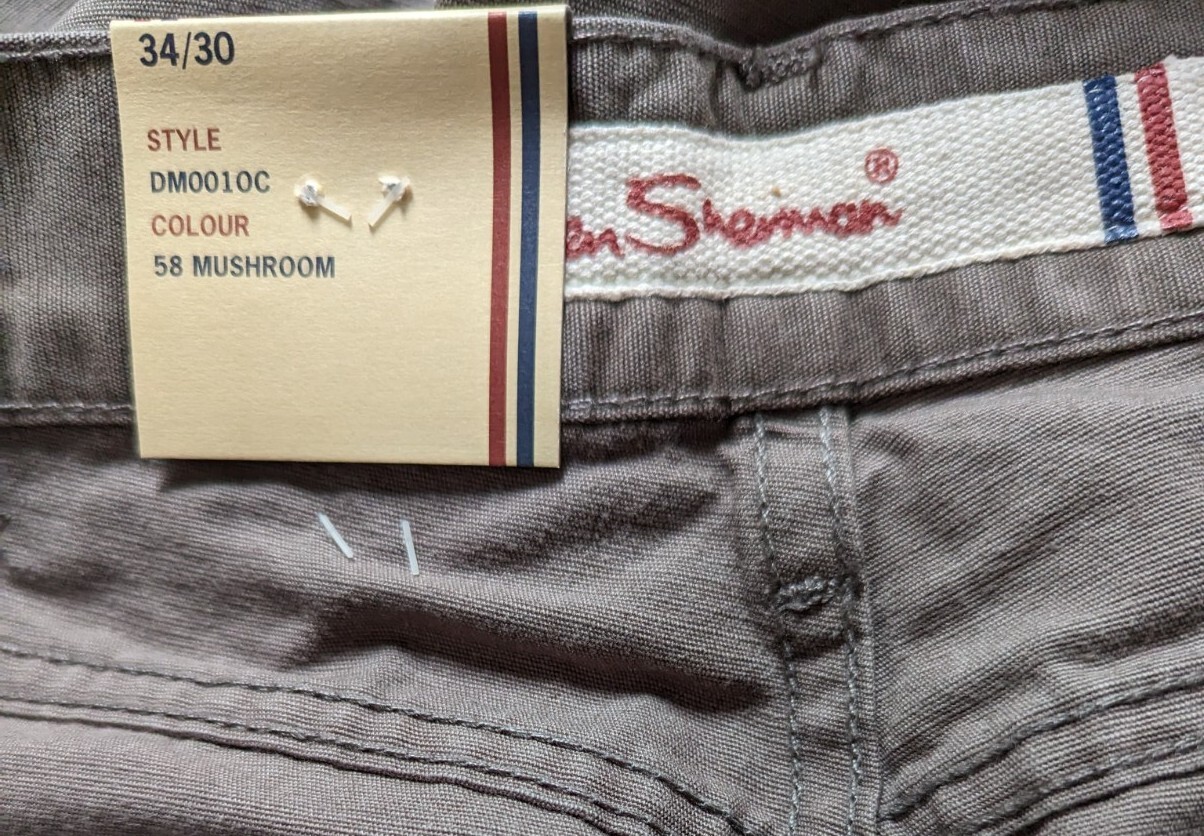 34/30
STYLE
DM0010C
COLOUR
58 MUSHROOM
en Sherman ®